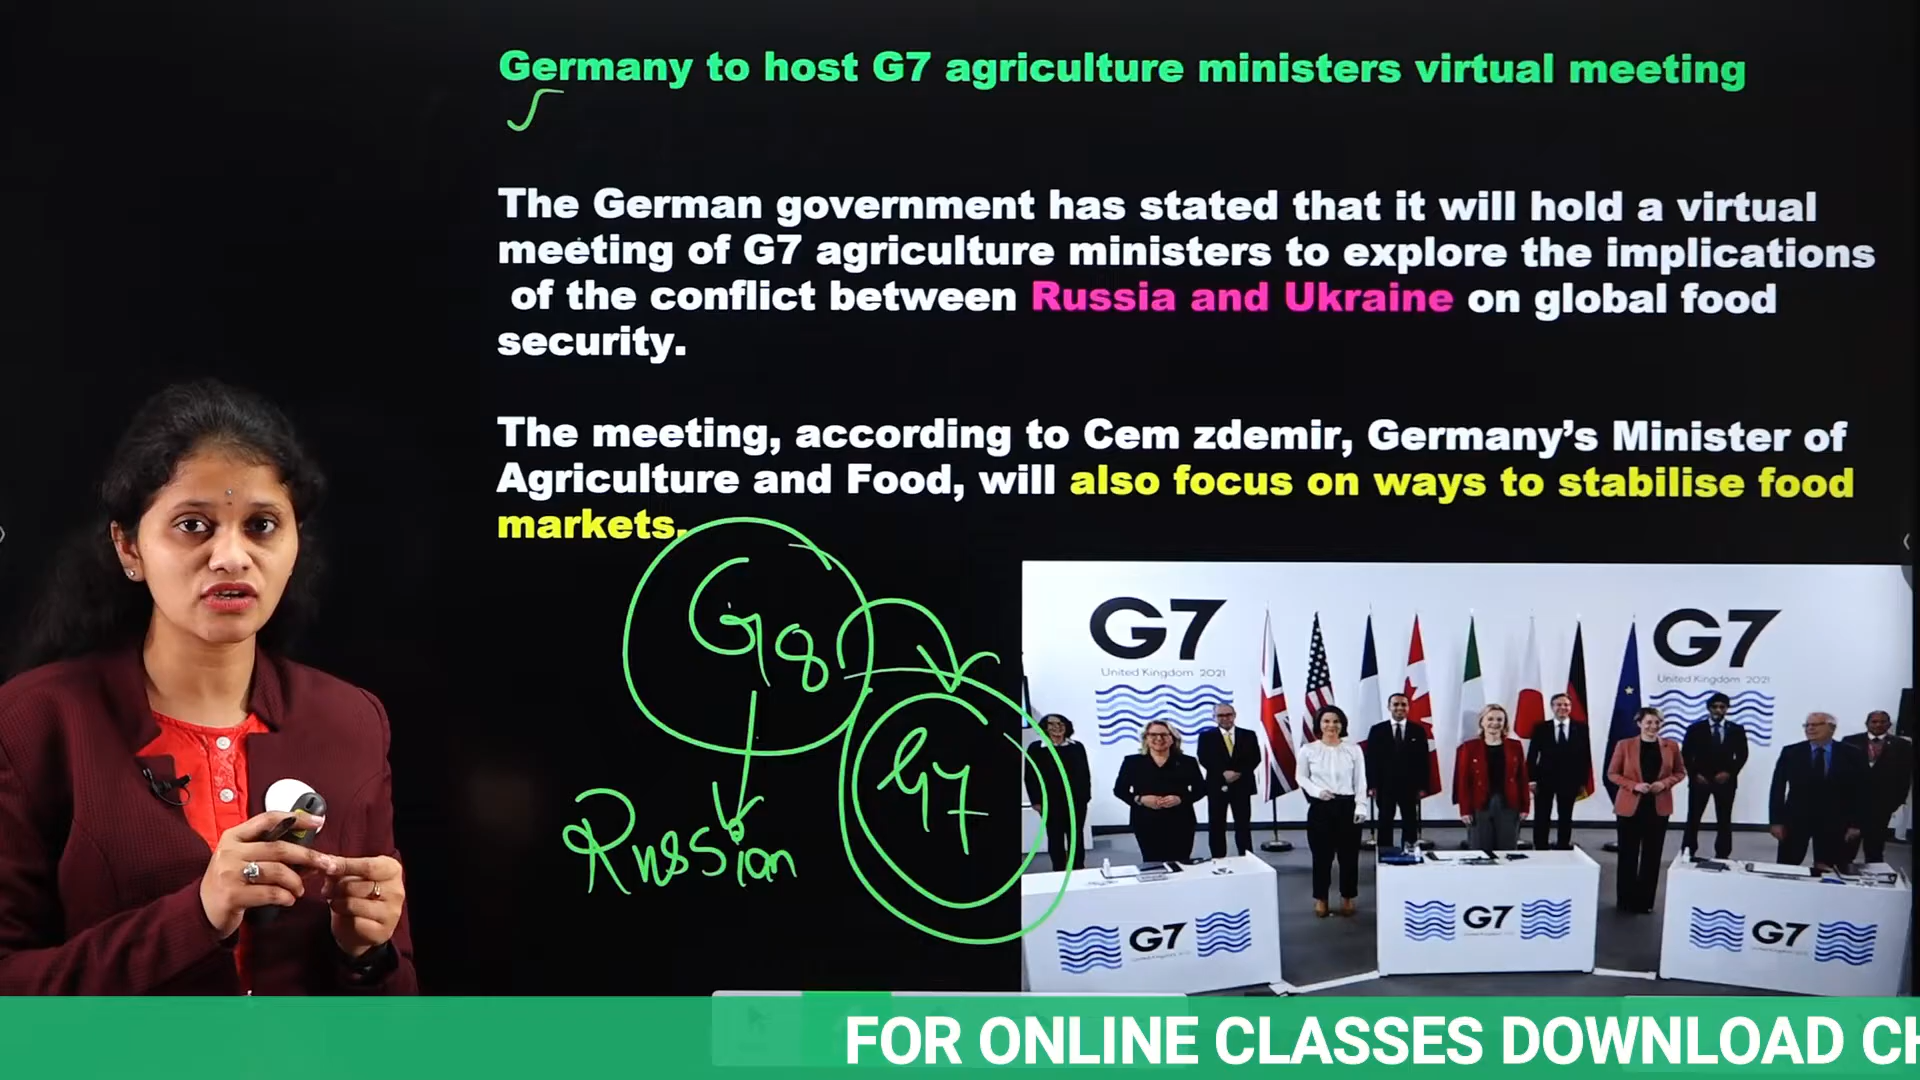 Germany to host G7 agriculture ministers virtual meeting
The German government has stated that it will hold a virtual
meeting of G7 agriculture ministers to explore the implications
of the conflict between Russia and Ukraine on global food
security.
The meeting, according to Cem zdemir, Germany's Minister of
Agriculture and Food, will also focus on ways to stabilise food
markets.
G8
G7
Russian
G7
United Kingdom 2021
G7
United Kingdom 2021
G7
G7
G7
FOR ONLINE CLASSES DOWNLOAD CH